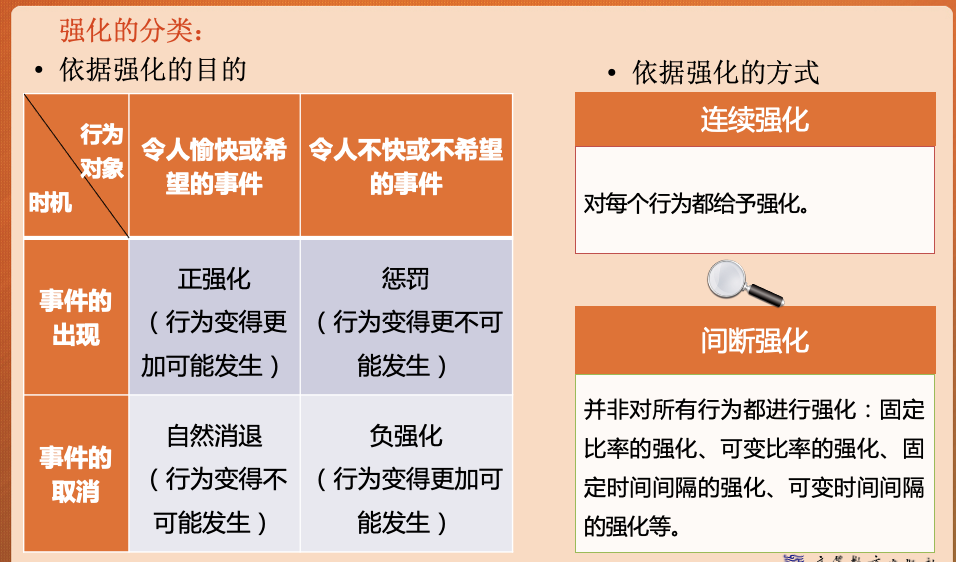 强化的分类：
• 依据强化的目的
行为
对象
时机
令人愉快或希
望的事件
令人不快或不希望
的事件
事件的
出现
正强化
（行为变得更
加可能发生）
惩罚
（行为变得更不可
能发生）
事件的
取消
自然消退
（行为变得不
可能发生）
负强化
（行为变得更加可
能发生）
• 依据强化的方式
连续强化
对每个行为都给予强化。
间断强化
并非对所有行为都进行强化：固定
比率的强化、可变比率的强化、固
定时间间隔的强化、可变时间间隔
的强化等。